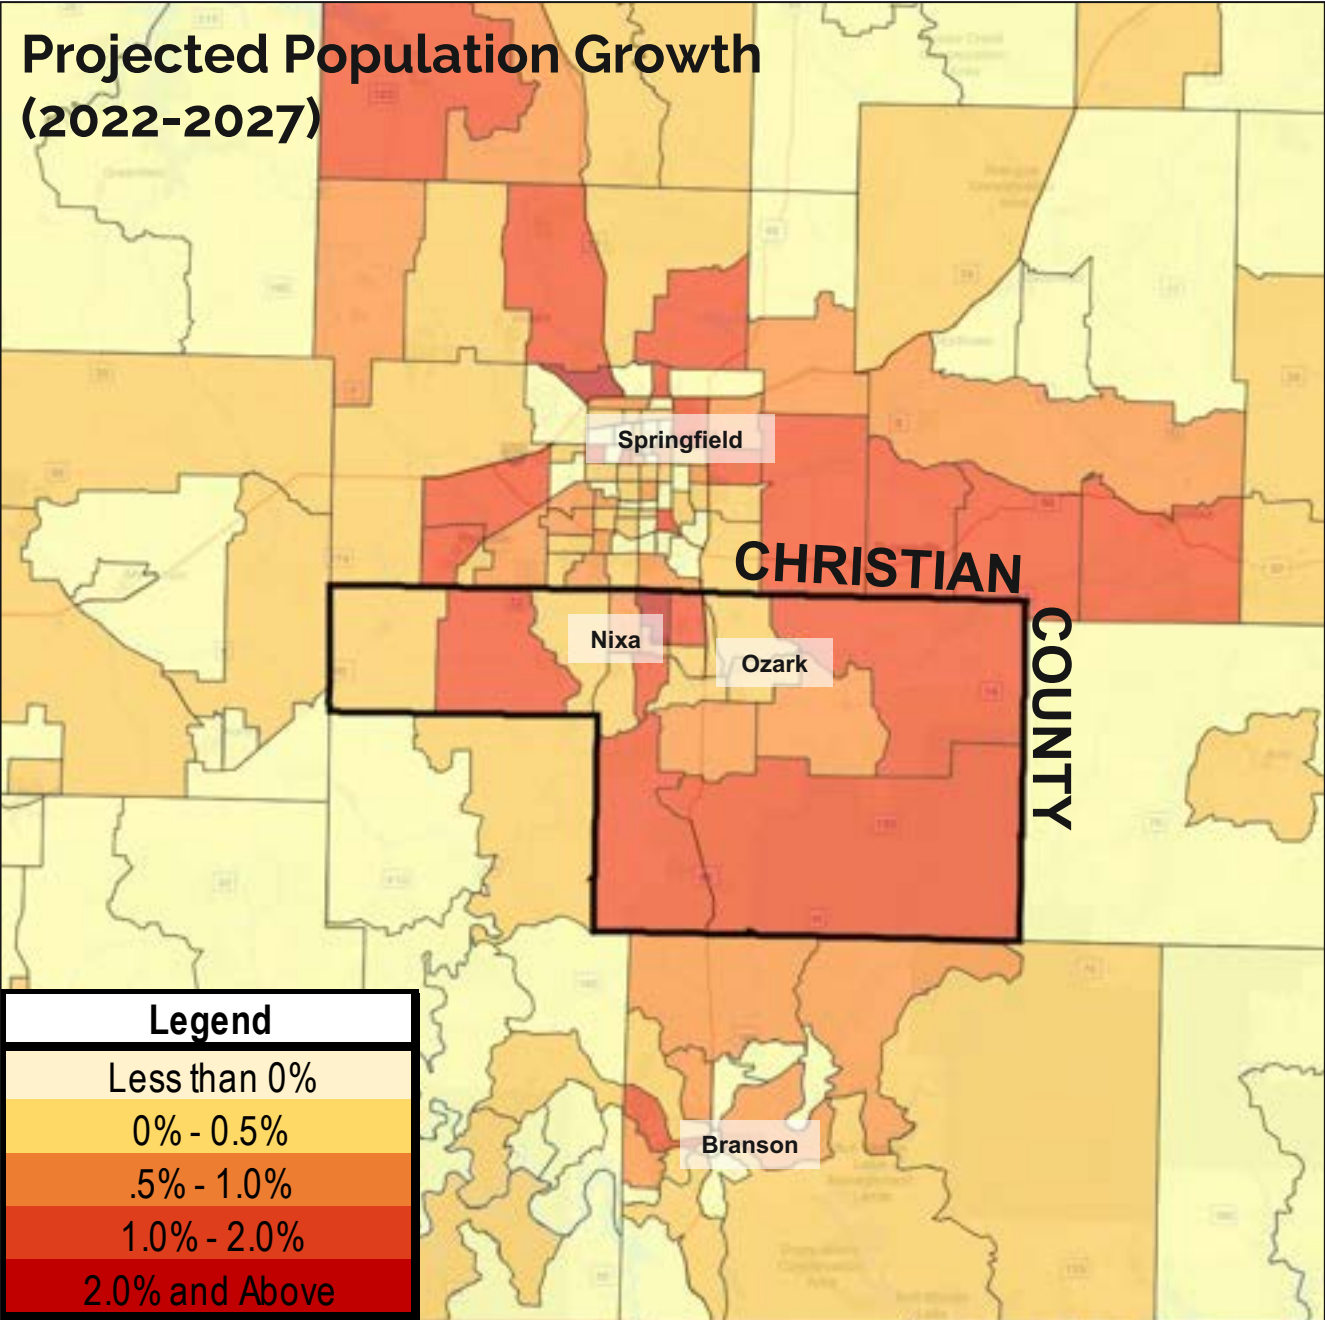 Projected Population Growth
(2022-2027)
Springfield
CHRISTIAN
COUNTY
Nixa
Ozark
Branson
Legend
Less than 0%
0% - 0.5%
.5% - 1.0%
1.0% - 2.0%
2.0% and Above